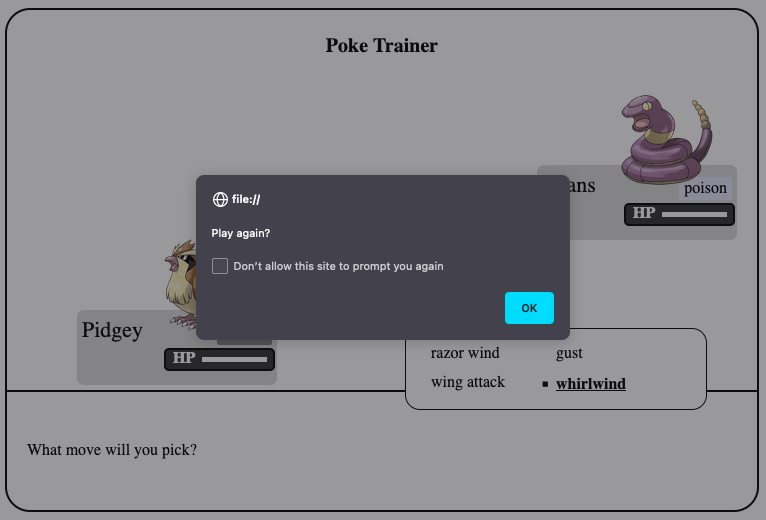 Poke Trainer
ans
poison
HP
file://
Play again?
Don't allow this site to prompt you again
OK
Pidgey
HP
razor wind
gust
wing attack
whirlwind
What move will you pick?